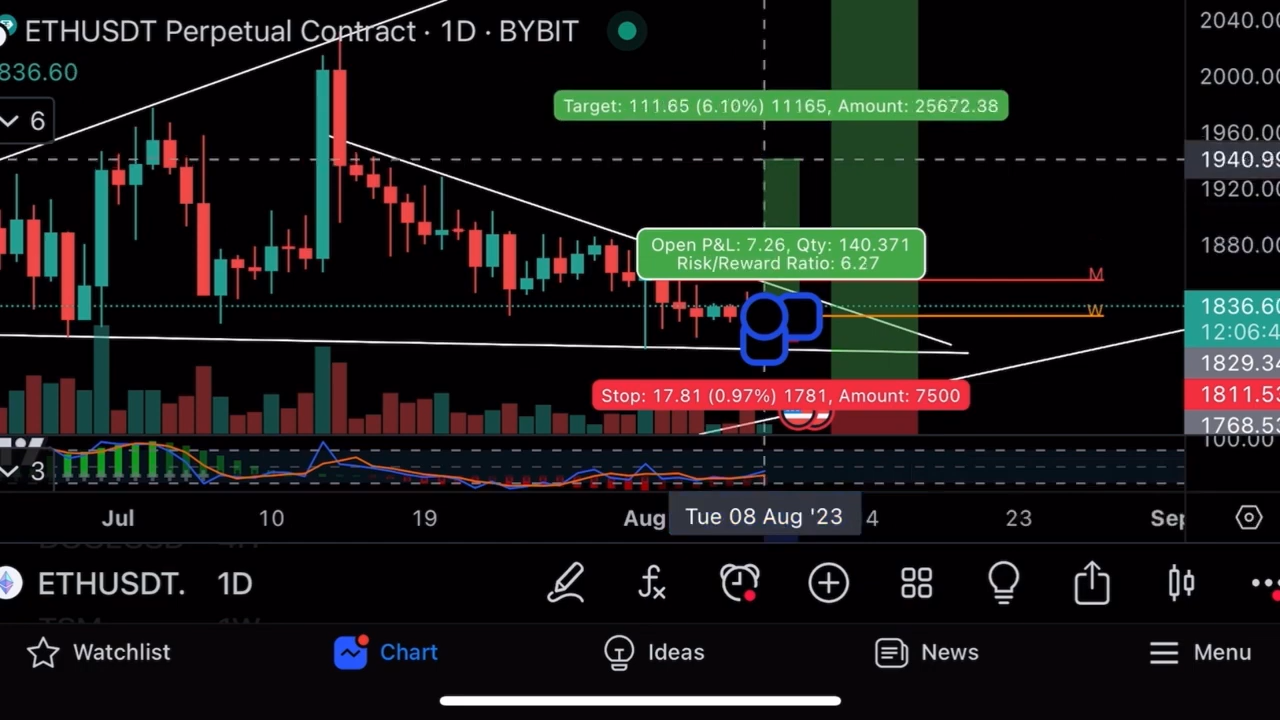 ETHUSDT Perpetual Contract · 1D · BYBIT
836.60
6
Target: 111.65 (6.10%) 11165, Amount: 25672.38
Open P&L: 7.26, Qty: 140.371
Risk/Reward Ratio: 6.27
M
W
Stop: 17.81 (0.97%) 1781, Amount: 7500
3
2040.00
2000.00
1960.00
1940.99
1920.00
1880.00
1836.60
12:06:4
1829.34
1811.53
1768.53
100.00
Jul 10 19 Aug Tue 08 Aug '23 4 23 Sep
ETHUSDT. 1D
Watchlist Chart Ideas News Menu